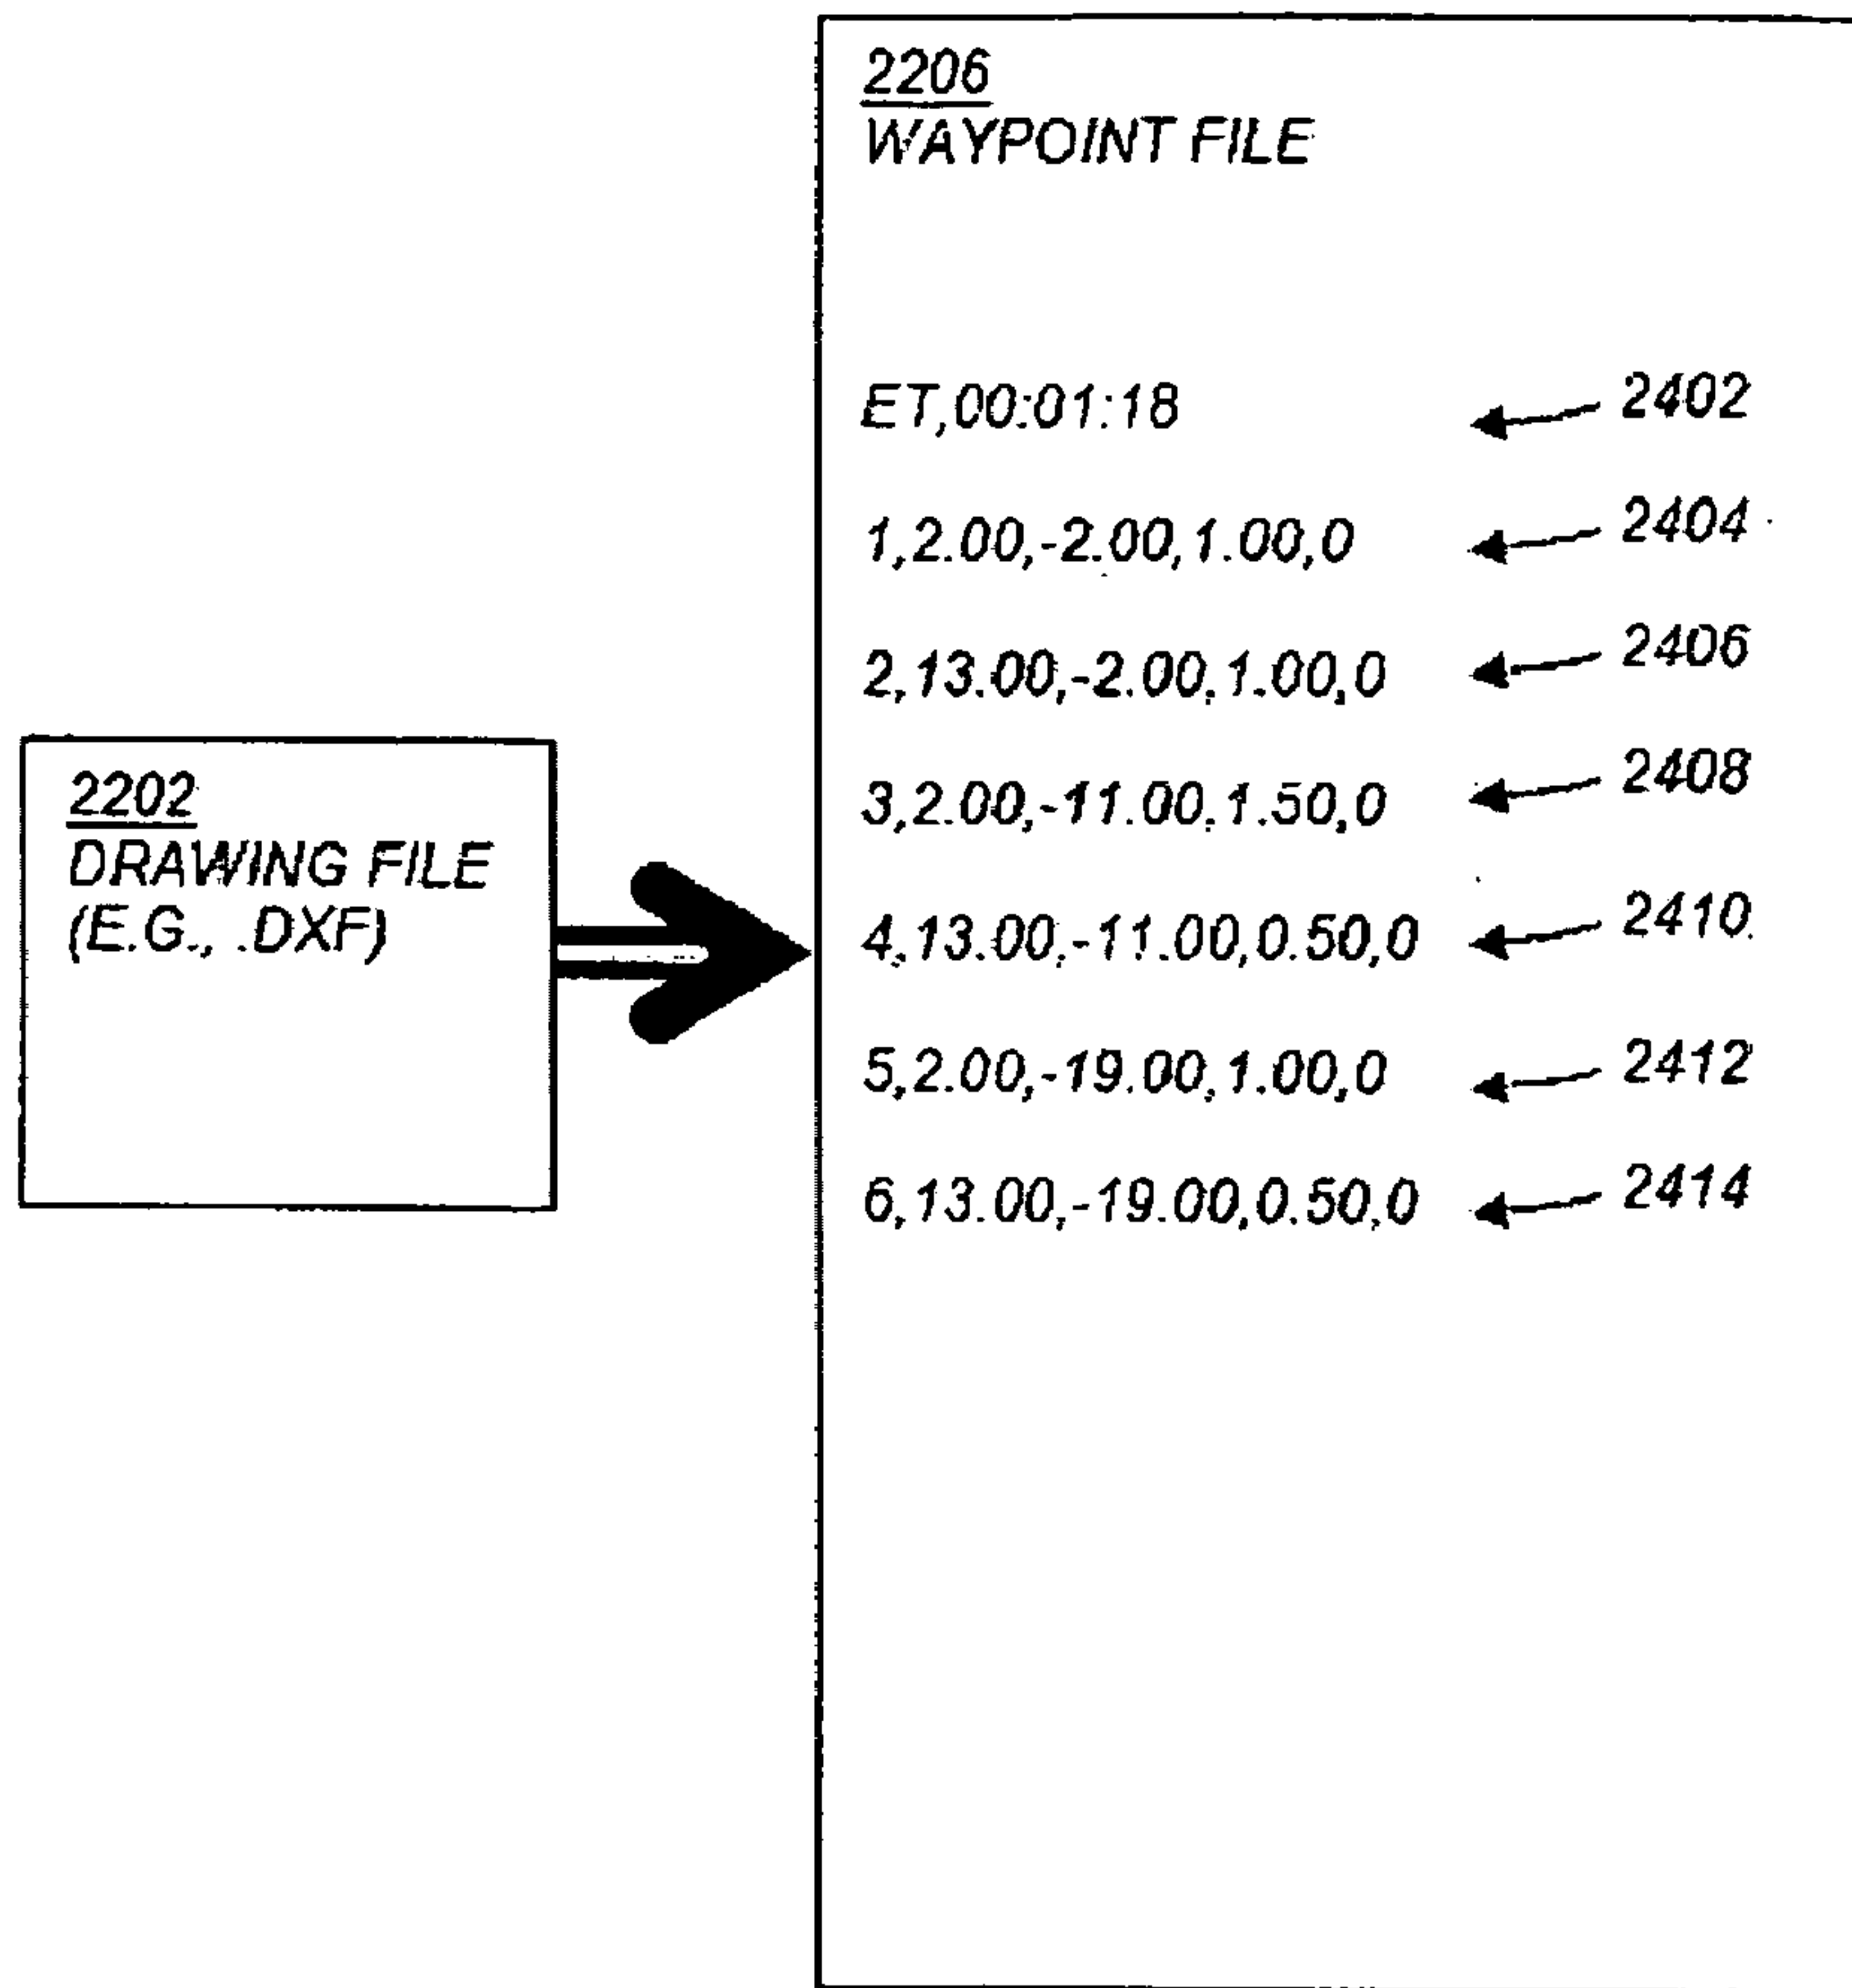 2206
WAYPOINT FILE
ET,00:01:18 2402
1,2.00,-2.00,1.00,0 2404
2,13.00,-2.00,1.00,0 2406
3,2.00,-11.00,1.50,0 2408
4,13.00,-11.00,0.50,0 2410
5,2.00,-19.00,1.00,0 2412
6,13.00,-19.00,0.50,0 2414
2202
DRAWING FILE
(E.G., .DXF)